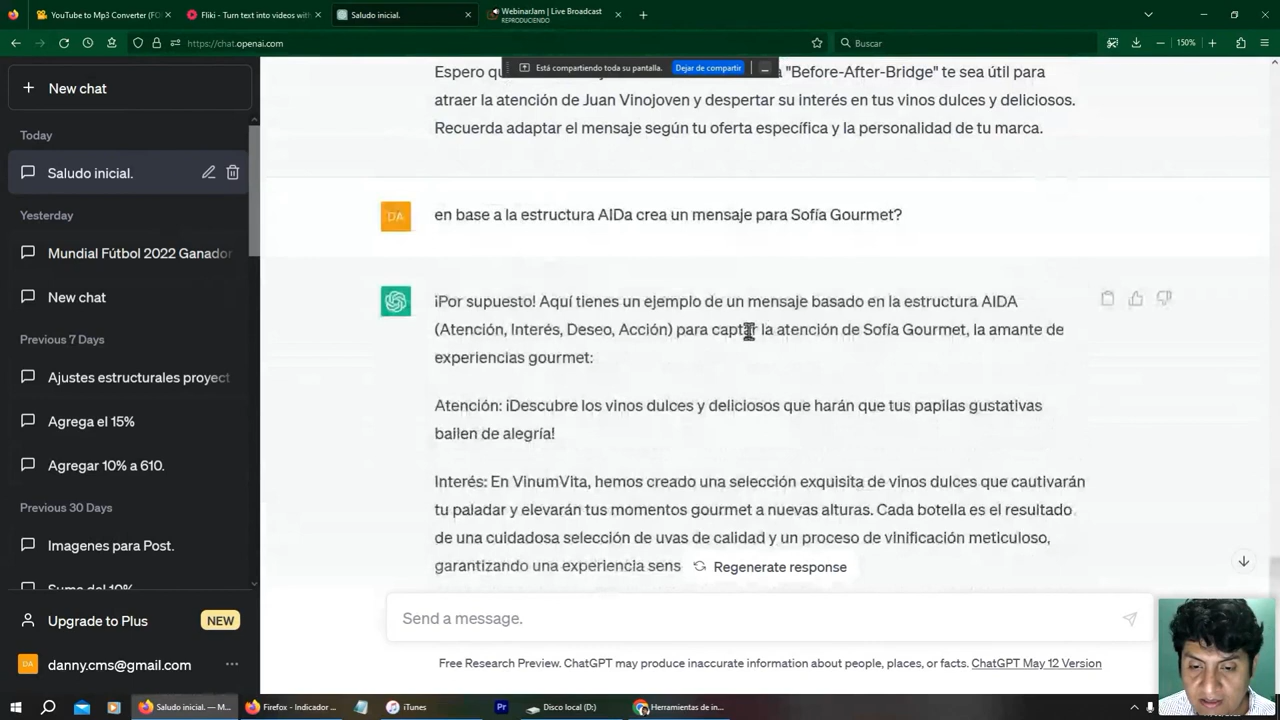 YouTube to Mp3 Converter (FO
Fliki - Turn text into videos with
Saludo inicial.
WebinarJam | Live Broadcast
REPRODUCIENDO
https://chat.openai.com
150%
Buscar
Está compartiendo toda su pantalla.
Dejar de compartir
New chat
Today
Saludo inicial.
Yesterday
Mundial Fútbol 2022 Ganador
New chat
Previous 7 Days
Ajustes estructurales proyect
Agrega el 15%
Agregar 10% a 610.
Previous 30 Days
Imagenes para Post.
Suma del 10%
Upgrade to Plus
NEW
danny.cms@gmail.com
Espero qu
a "Before-After-Bridge" te sea útil para
atraer la atención de Juan Vinojoven y despertar su interés en tus vinos dulces y deliciosos.
Recuerda adaptar el mensaje según tu oferta específica y la personalidad de tu marca.
DA
en base a la estructura AIDa crea un mensaje para Sofía Gourmet?
¡Por supuesto! Aquí tienes un ejemplo de un mensaje basado en la estructura AIDA
(Atención, Interés, Deseo, Acción) para captar la atención de Sofía Gourmet, la amante de
experiencias gourmet:
Atención: ¡Descubre los vinos dulces y deliciosos que harán que tus papilas gustativas
bailen de alegría!
Interés: En VinumVita, hemos creado una selección exquisita de vinos dulces que cautivarán
tu paladar y elevarán tus momentos gourmet a nuevas alturas. Cada botella es el resultado
de una cuidadosa selección de uvas de calidad y un proceso de vinificación meticuloso,
garantizando una experiencia sens
Regenerate response
Send a message.
Free Research Preview. ChatGPT may produce inaccurate information about people, places, or facts. ChatGPT May 12 Version
Saludo inicial. — M...
Firefox - Indicador ...
iTunes
Pr
Disco local (D:)
Herramientas de in...